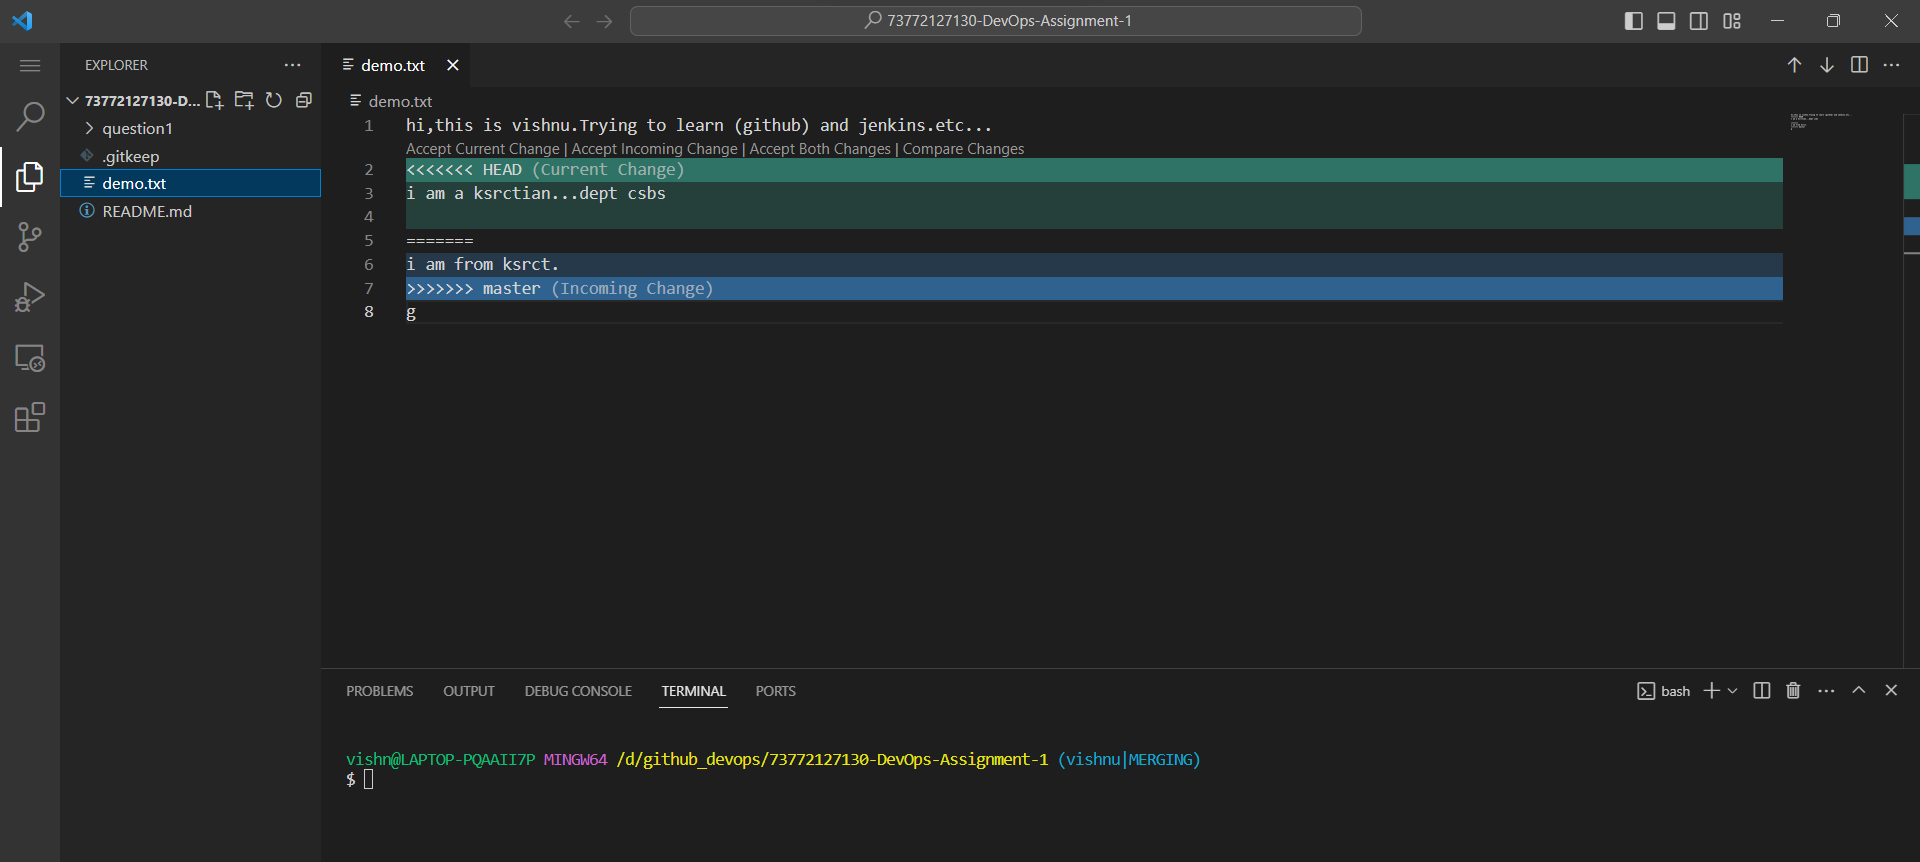 73772127130-DevOps-Assignment-1
EXPLORER
73772127130-D...
question1
.gitkeep
demo.txt
README.md
demo.txt
demo.txt
1 hi,this is vishnu.Trying to learn (github) and jenkins.etc...
Accept Current Change | Accept Incoming Change | Accept Both Changes | Compare Changes
2 <<<<<<< HEAD (Current Change)
3 i am a ksrctian...dept csbs
4
5 =======
6 i am from ksrct.
7 >>>>>>> master (Incoming Change)
8 g
PROBLEMS OUTPUT DEBUG CONSOLE TERMINAL PORTS
bash
vishn@LAPTOP-PQAAII7P MINGW64 /d/github_devops/73772127130-DevOps-Assignment-1 (vishnu|MERGING)
$